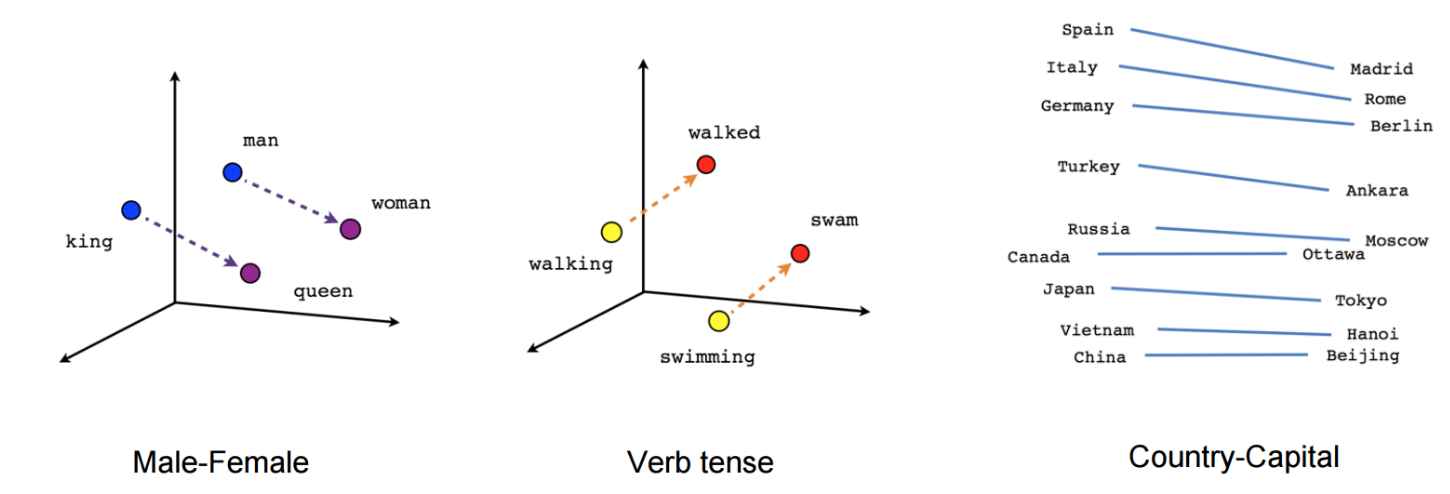 man
woman
king
queen
Male-Female
walked
swam
walking
swimming
Verb tense
Spain
Madrid
Italy
Rome
Germany
Berlin
Turkey
Ankara
Russia
Moscow
Canada
Ottawa
Japan
Tokyo
Vietnam
Hanoi
China
Beijing
Country-Capital